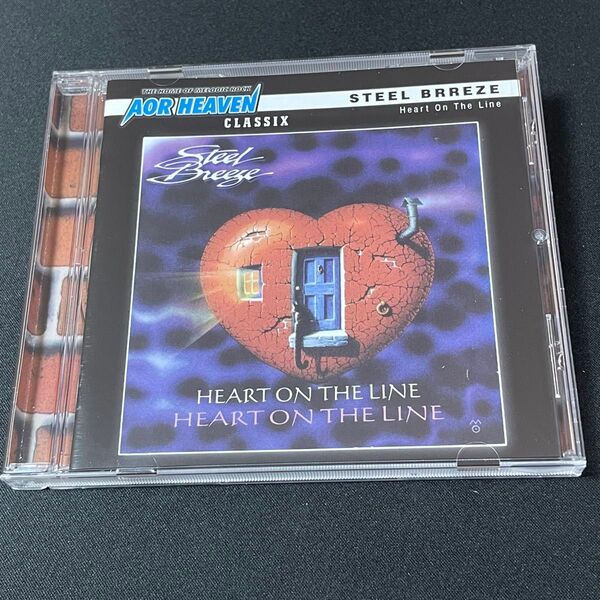 THE HOME OF MELODIC ROCK
AOR HEAVEN
CLASSIX
STEEL BRREZE
Heart On The Line
Steel
Breeze
HEART ON THE LINE
HEART ON THE LINE